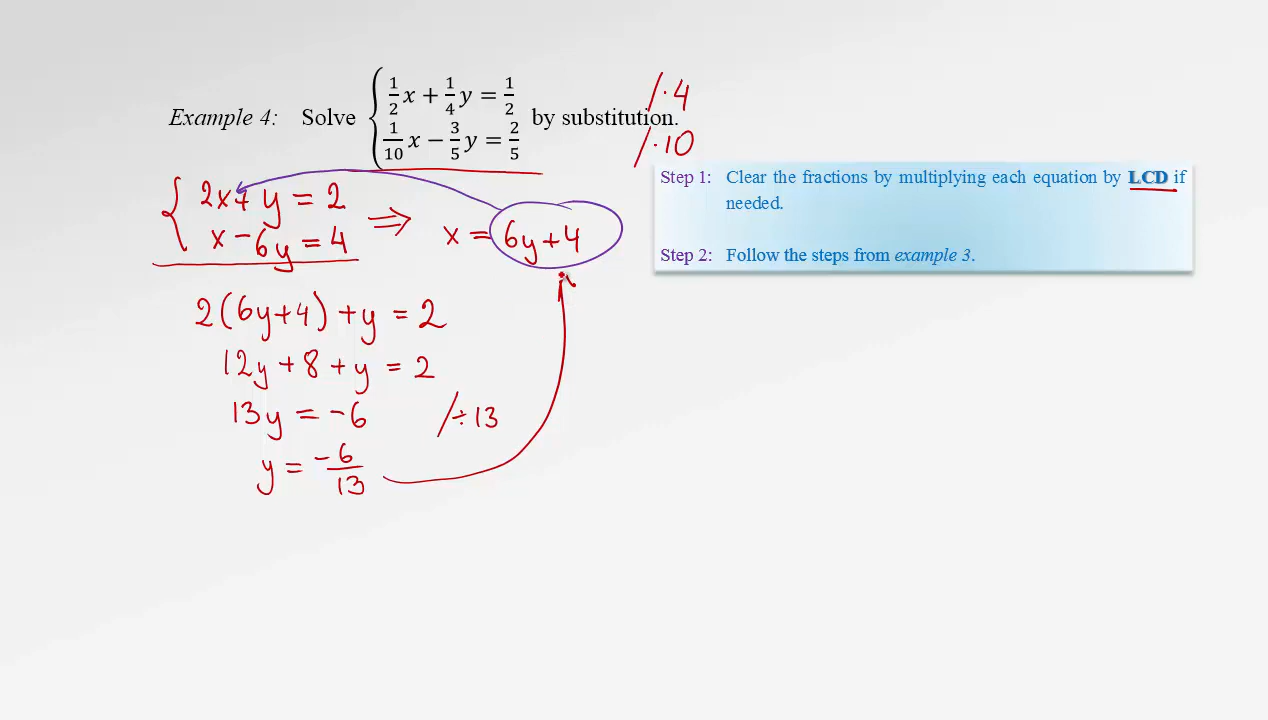 Example 4: Solve { 1/2 x + 1/4 y = 1/2 by substitution. / · 4
1/10 x − 3/5 y = 2/5 / · 10
Step 1: Clear the fractions by multiplying each equation by LCD if
needed.
Step 2: Follow the steps from example 3.
{ 2x + y = 2
x − 6y = 4 ⇒ x = 6y + 4
2(6y + 4) + y = 2
12y + 8 + y = 2
13y = −6 / ÷ 13
y = −6/13